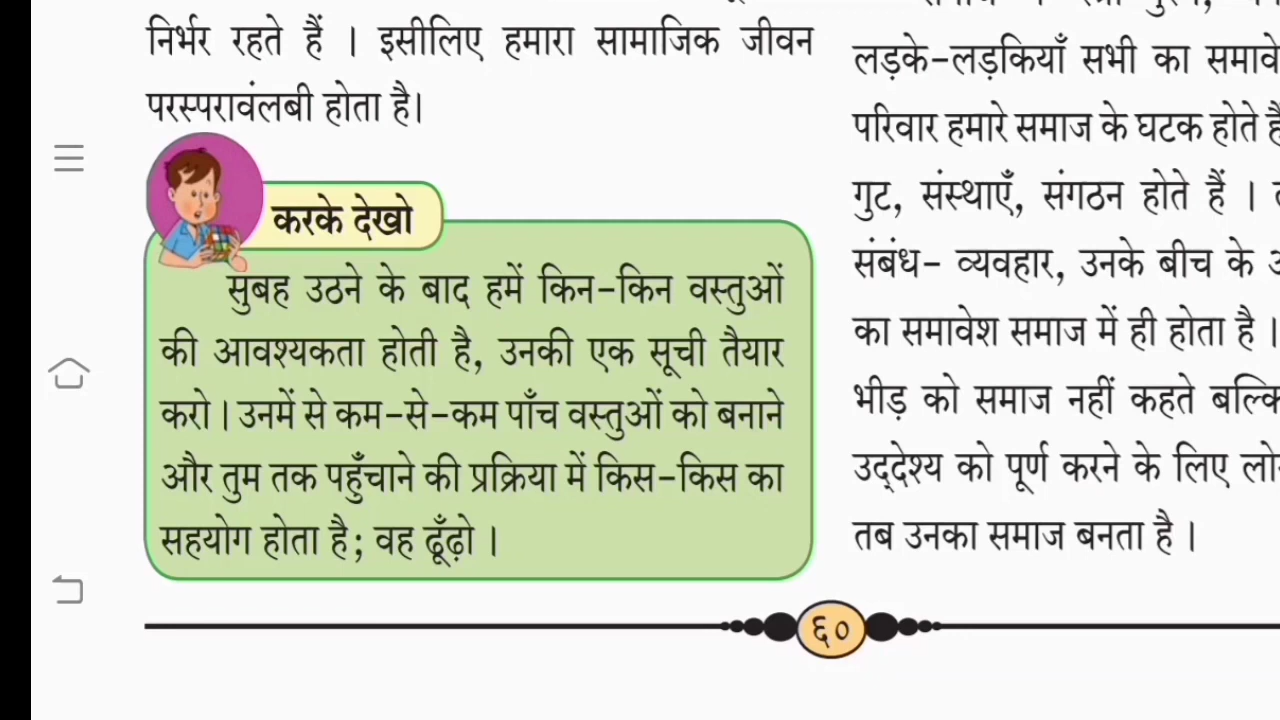 निर्भर रहते हैं । इसीलिए हमारा सामाजिक जीवन
परस्परावंलबी होता है।
करके देखो
सुबह उठने के बाद हमें किन-किन वस्तुओं
की आवश्यकता होती है, उनकी एक सूची तैयार
करो । उनमें से कम-से-कम पाँच वस्तुओं को बनाने
और तुम तक पहुँचाने की प्रक्रिया में किस-किस का
सहयोग होता है; वह ढूँढ़ो ।
लड़के-लड़कियाँ सभी का
परिवार हमारे समाज के घटक होते
गुट, संस्थाएँ, संगठन होते हैं ।
संबंध- व्यवहार, उनके बीच के
का समावेश समाज में ही होता है ।
भीड़ को समाज नहीं कहते
उद्‌देश्य को पूर्ण करने के लिए
तब उनका समाज बनता है ।
६०